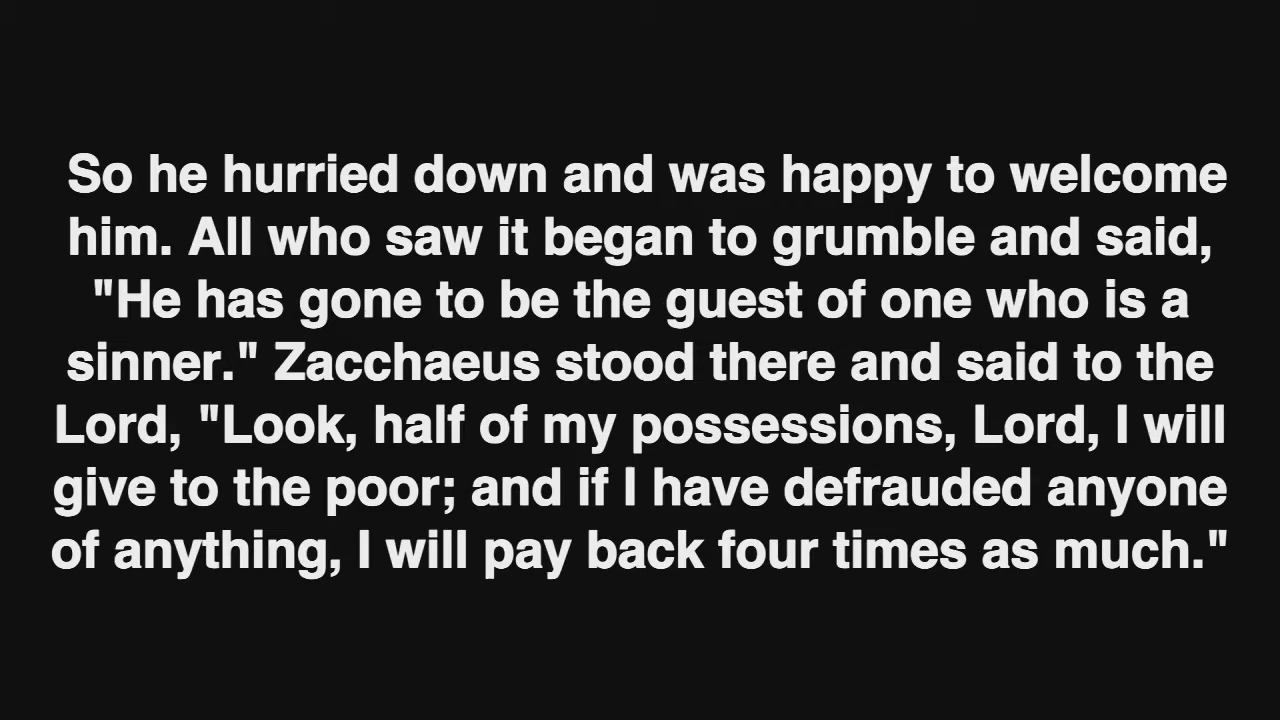 So he hurried down and was happy to welcome
him. All who saw it began to grumble and said,
"He has gone to be the guest of one who is a
sinner." Zacchaeus stood there and said to the
Lord, "Look, half of my possessions, Lord, I will
give to the poor; and if I have defrauded anyone
of anything, I will pay back four times as much."